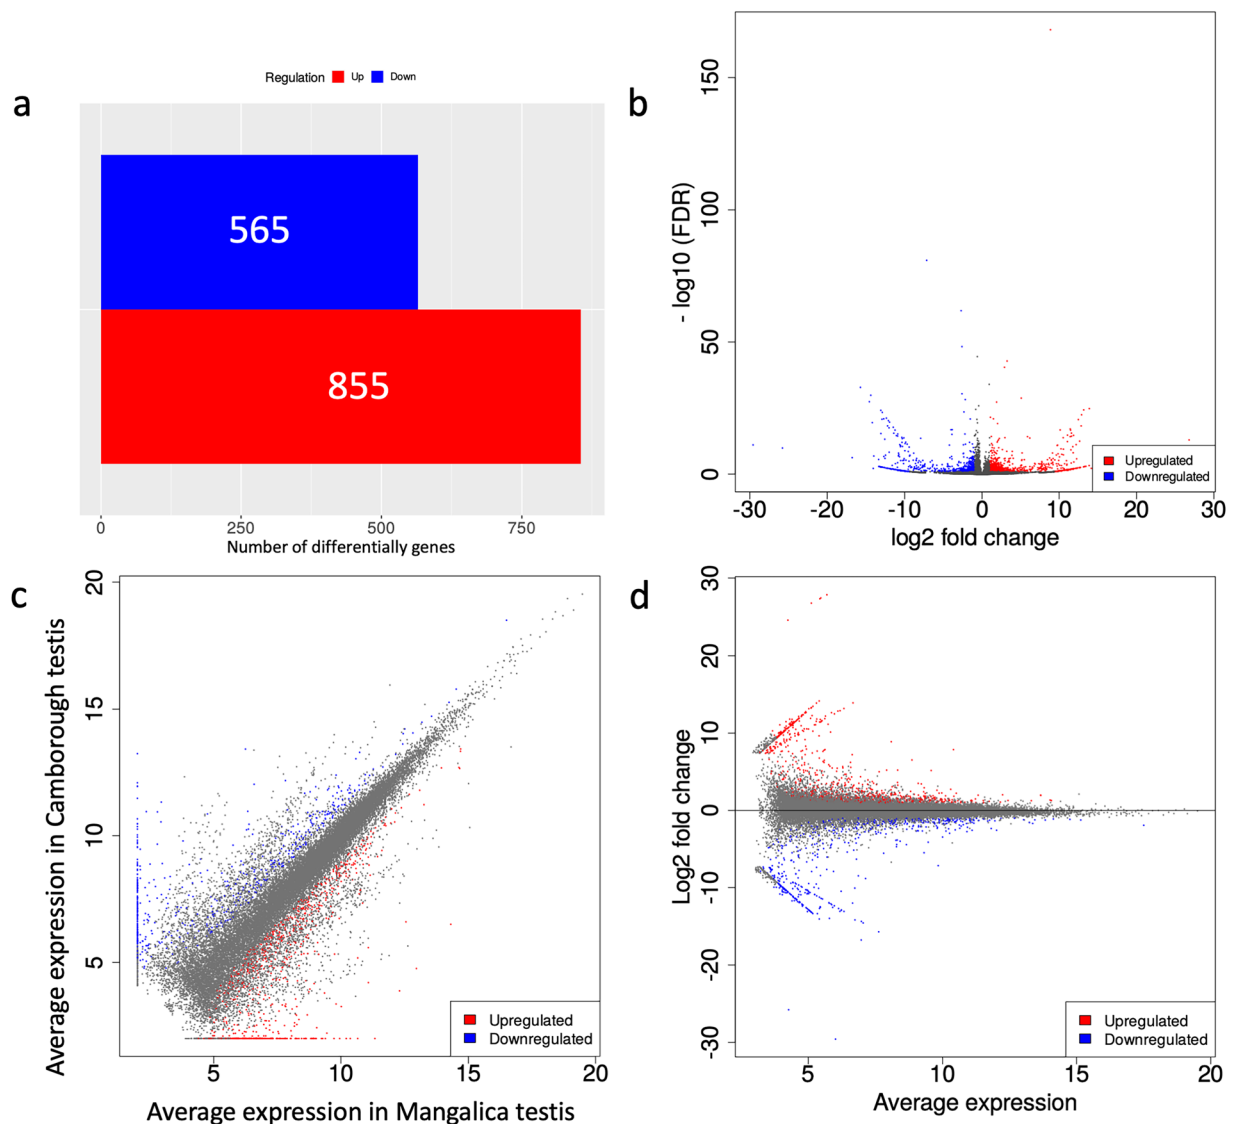 a
Regulation Up Down
565
855
0 250 500 750
Number of differentially genes
b
150
100
50
0
- log10 (FDR)
Upregulated
Downregulated
-30 -20 -10 0 10 20 30
log2 fold change
c
20
15
10
5
Average expression in Camborough testis
Upregulated
Downregulated
5 10 15 20
Average expression in Mangalica testis
d
30
20
10
0
-10
-20
-30
Log2 fold change
Upregulated
Downregulated
5 10 15 20
Average expression